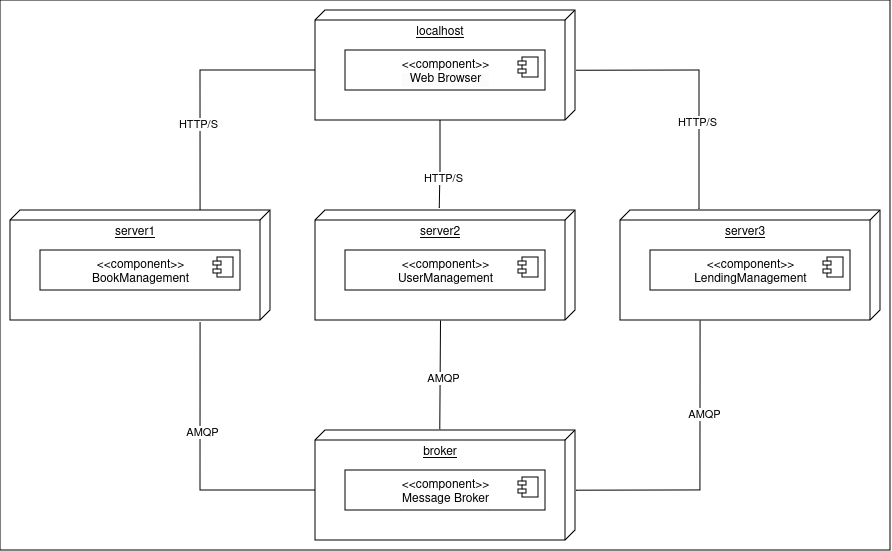 localhost
<<component>>
Web Browser
HTTP/S
HTTP/S
HTTP/S
server1
<<component>>
BookManagement
server2
<<component>>
UserManagement
server3
<<component>>
LendingManagement
AMQP
AMQP
AMQP
broker
<<component>>
Message Broker